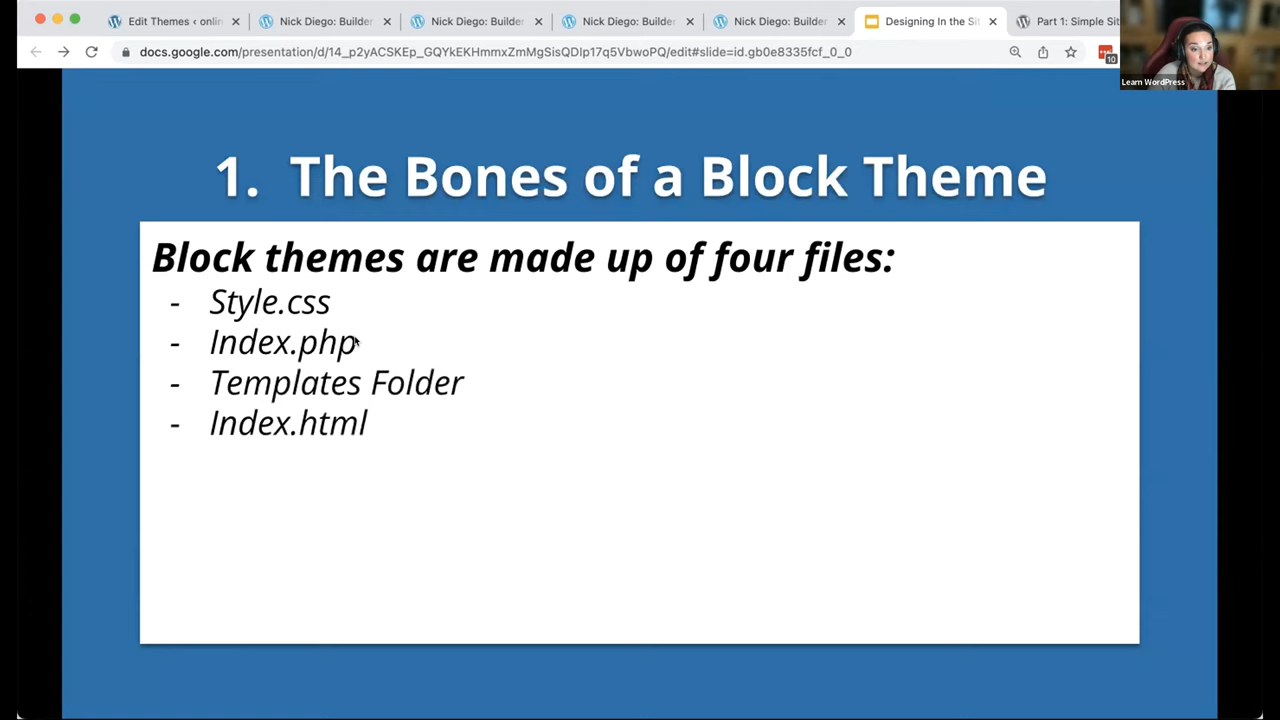 Edit Themes ‹ onlin
Nick Diego: Builder
Nick Diego: Builder
Nick Diego: Builder
Nick Diego: Builder
Designing In the Si
Part 1: Simple Sit
docs.google.com/presentation/d/14_p2yACSKEp_GQYkEKHmmxZmMgSisQDlp17q5VbwoPQ/edit#slide=id.gb0e8335fcf_0_0
10
Learn WordPress
1. The Bones of a Block Theme
Block themes are made up of four files:
- Style.css
- Index.php
- Templates Folder
- Index.html